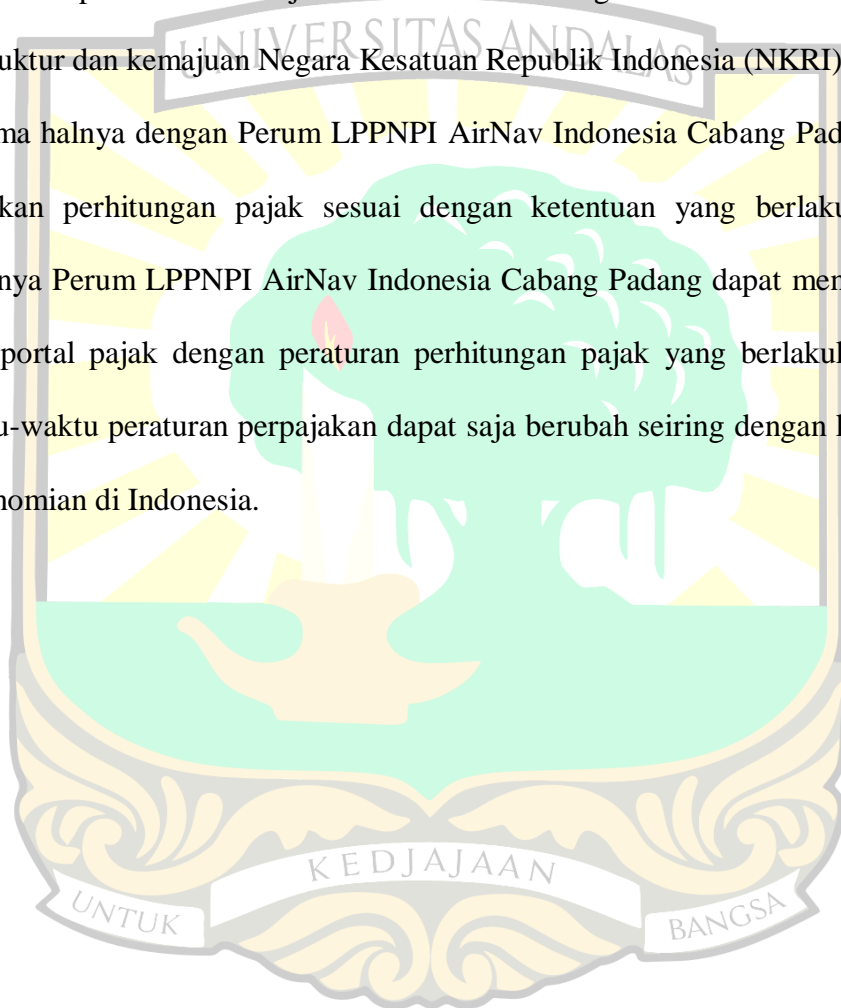 UNIVERSITAS ANDALAS
uktur dan kemajuan Negara Kesatuan Republik Indonesia (NKRI)
ma halnya dengan Perum LPPNPI AirNav Indonesia Cabang Pad
kan perhitungan pajak sesuai dengan ketentuan yang berlaku
nya Perum LPPNPI AirNav Indonesia Cabang Padang dapat mer
portal pajak dengan peraturan perhitungan pajak yang berlaku
u-waktu peraturan perpajakan dapat saja berubah seiring dengan
nomian di Indonesia.
KEDJAJAAN
UNTUK
BANGSA